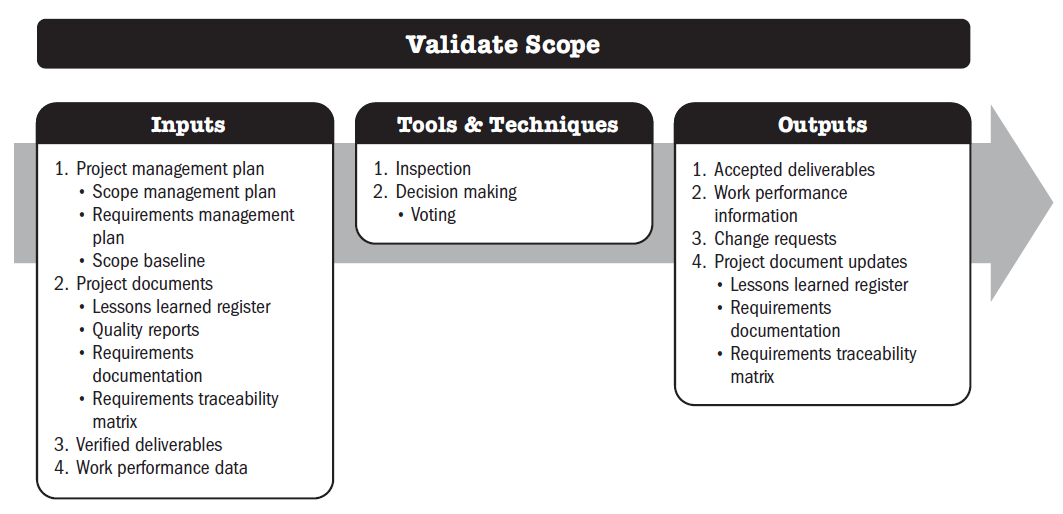 Validate Scope
Inputs
1. Project management plan
• Scope management plan
• Requirements management
plan
• Scope baseline
2. Project documents
• Lessons learned register
• Quality reports
• Requirements
documentation
• Requirements traceability
matrix
3. Verified deliverables
4. Work performance data
Tools & Techniques
1. Inspection
2. Decision making
• Voting
Outputs
1. Accepted deliverables
2. Work performance
information
3. Change requests
4. Project document updates
• Lessons learned register
• Requirements
documentation
• Requirements traceability
matrix